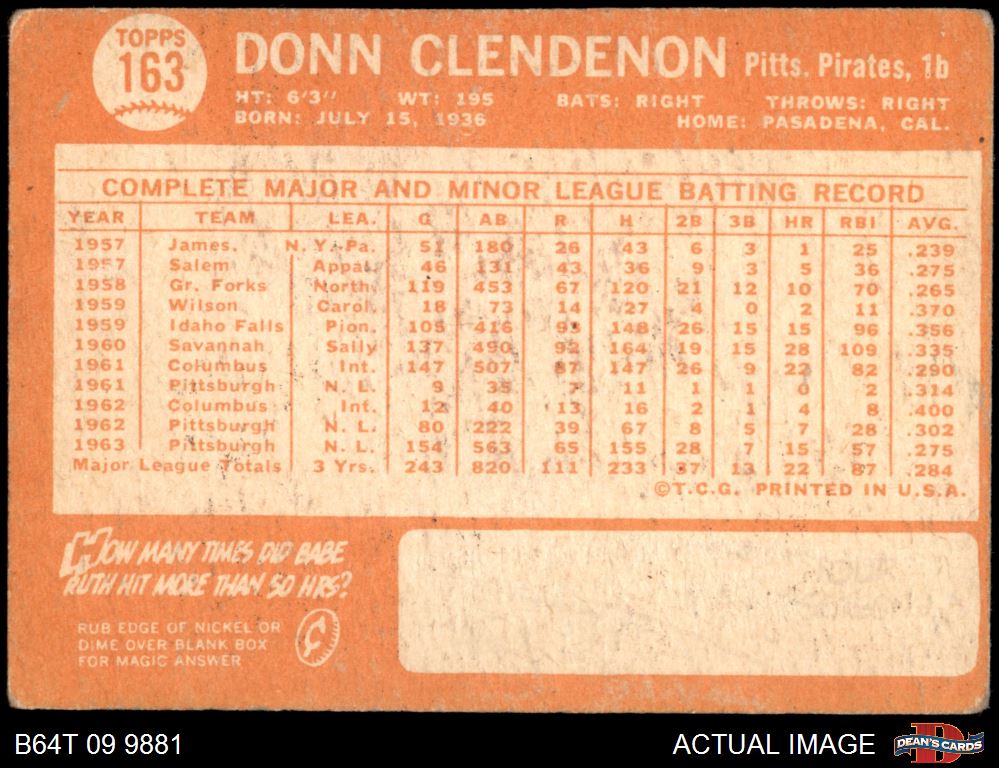 TOPPS
163
DONN CLENDENON Pitts. Pirates, 1b
HT: 6'3" WT: 195 BATS: RIGHT THROWS: RIGHT
BORN: JULY 15, 1936 HOME: PASADENA, CAL.
COMPLETE MAJOR AND MINOR LEAGUE BATTING RECORD
YEAR TEAM LEA. G AB R H 2B 3B HR RBI AVG.
1957 James. N. Y.-Pa. 51 180 26 43 6 3 1 25 .239
1957 Salem Appal. 46 131 43 36 9 3 5 36 .275
1958 Gr. Forks North. 119 453 67 120 21 12 10 70 .265
1959 Wilson Carol. 18 73 14 27 4 0 2 11 .370
1959 Idaho Falls Pion. 105 416 93 148 26 15 15 96 .356
1960 Savannah Sally 137 490 92 164 19 15 28 109 .335
1961 Columbus Int. 147 507 87 147 26 9 22 82 .290
1961 Pittsburgh N. L. 9 35 7 11 1 1 0 2 .314
1962 Columbus Int. 12 40 13 16 2 1 4 8 .400
1962 Pittsburgh N. L. 80 222 39 67 8 5 7 28 .302
1963 Pittsburgh N. L. 154 563 65 155 28 7 15 57 .275
Major League Totals 3 Yrs. 243 820 111 233 37 13 22 87 .284
©T.C.G. PRINTED IN U.S.A.
HOW MANY TIMES DID BABE
RUTH HIT MORE THAN 50 HRS?
RUB EDGE OF NICKEL OR
DIME OVER BLANK BOX
FOR MAGIC ANSWER
B64T 09 9881 ACTUAL IMAGE
DEAN'S CARDS